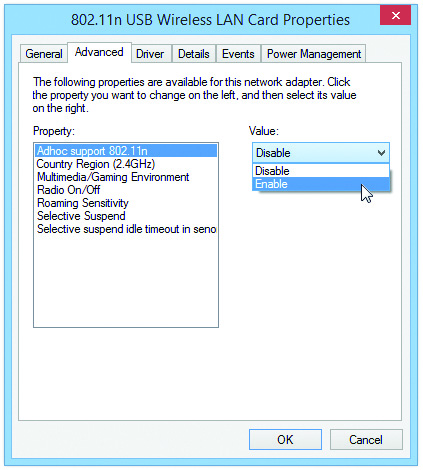 802.11n USB Wireless LAN Card Properties
General Advanced Driver Details Events Power Management
The following properties are available for this network adapter. Click
the property you want to change on the left, and then select its value
on the right.
Property:
Adhoc support 802.11n
Country Region (2.4GHz)
Multimedia/Gaming Environment
Radio On/Off
Roaming Sensitivity
Selective Suspend
Selective suspend idle timeout in seno
Value:
Disable
Disable
Enable
OK Cancel